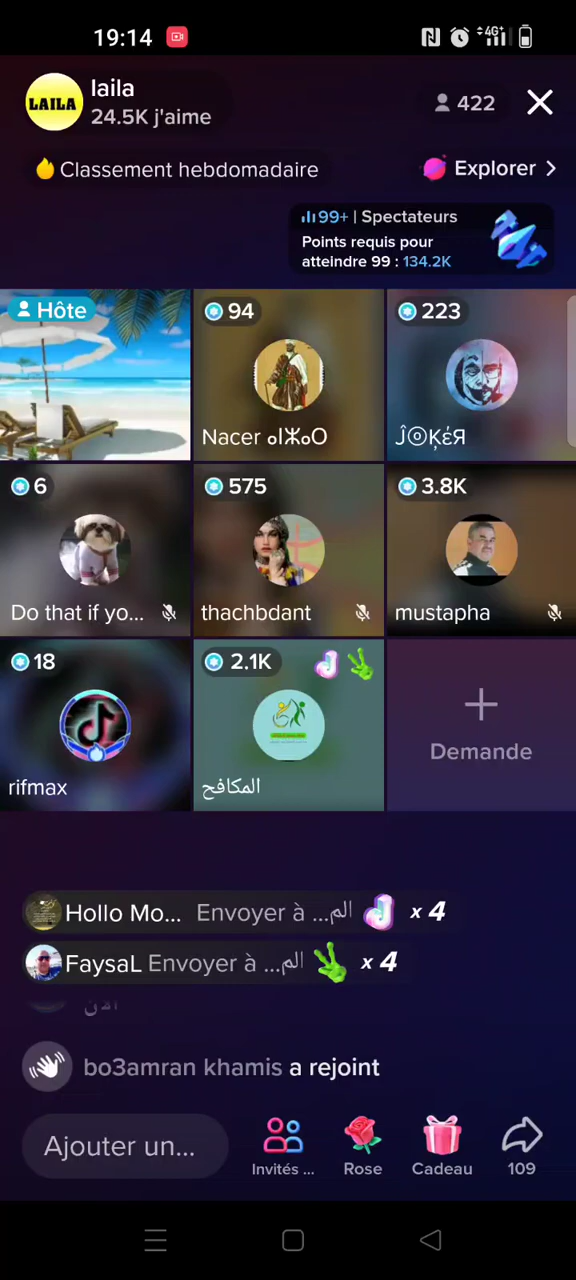 19:14
4G+
LAILA
laila
24.5K j'aime
422
Classement hebdomadaire
Explorer
99+ | Spectateurs
Points requis pour
atteindre 99 : 134.2K
Hôte
94
Nacer ⴰⵏⵣⴰⵔ
223
6
Do that if yo...
575
thachbdant
3.8K
mustapha
18
rifmax
2.1K
المكافح
Demande
Hollo Mo... Envoyer à ...الم x 4
FaysaL Envoyer à ...الم x 4
الان
bo3amran khamis a rejoint
Ajouter un...
Invités ...
Rose
Cadeau
109